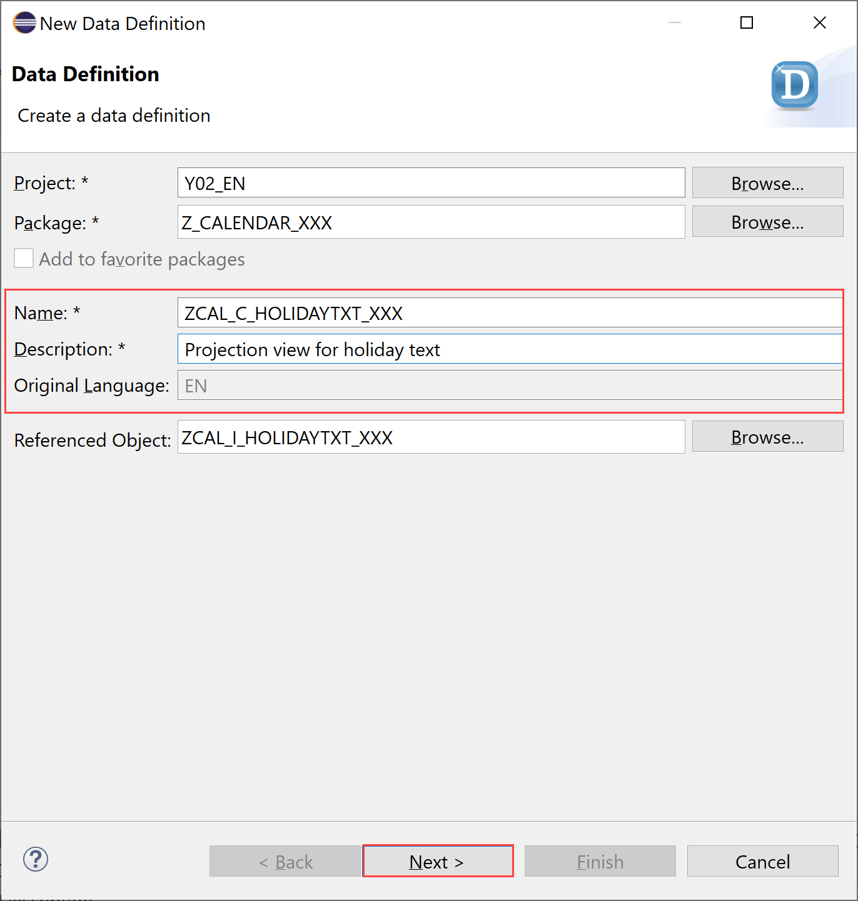 New Data Definition
Data Definition
D
Create a data definition
Project: * Y02_EN Browse...
Package: * Z_CALENDAR_XXX Browse...
Add to favorite packages
Name: * ZCAL_C_HOLIDAYTXT_XXX
Description: * Projection view for holiday text
Original Language: EN
Referenced Object: ZCAL_I_HOLIDAYTXT_XXX Browse...
? < Back Next > Finish Cancel